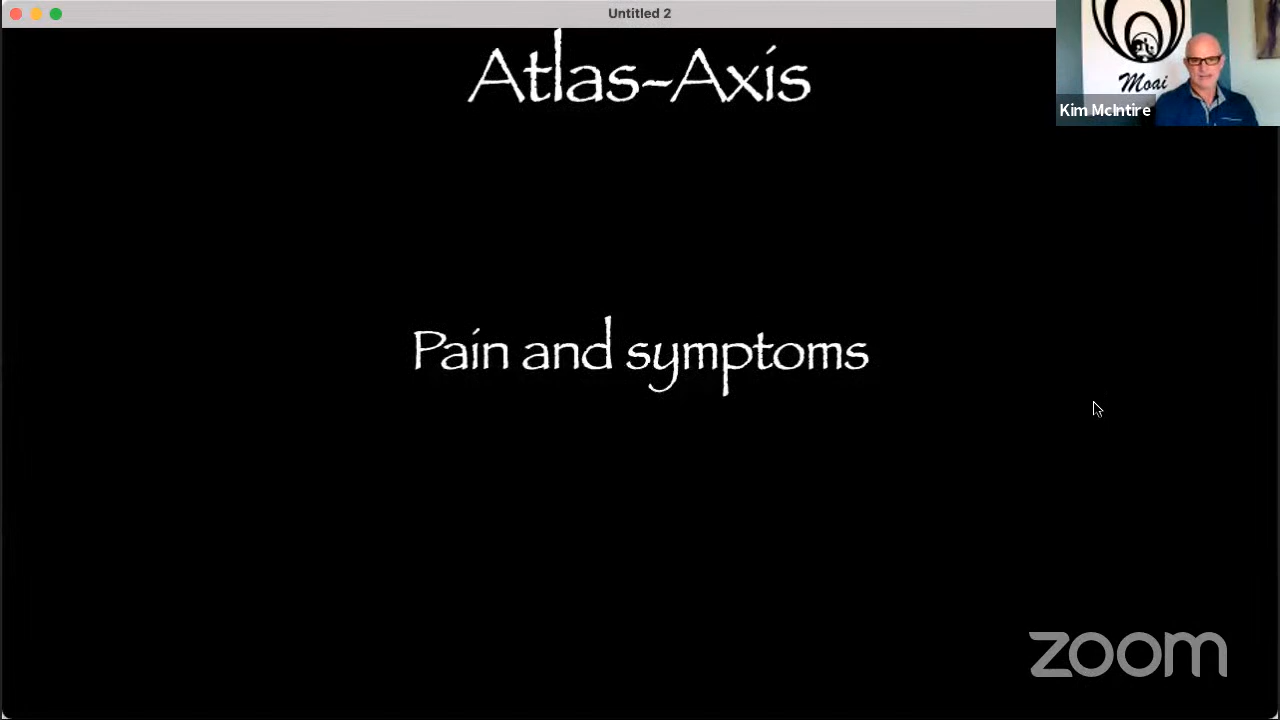 Untitled 2
Atlas-Axis
Moai
Kim McIntire
Pain and symptoms
zoom